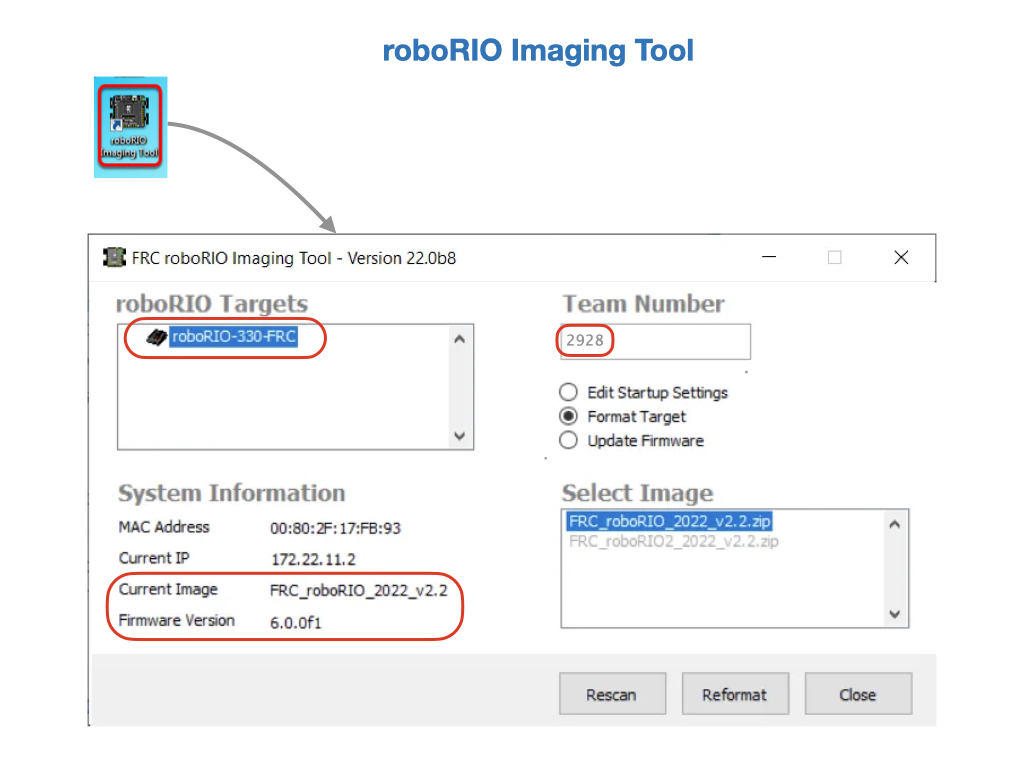 roboRIO Imaging Tool
roboRIO
Imaging Tool
FRC roboRIO Imaging Tool - Version 22.0b8
roboRIO Targets
roboRIO-330-FRC
Team Number
2928
Edit Startup Settings
Format Target
Update Firmware
System Information
MAC Address 00:80:2F:17:FB:93
Current IP 172.22.11.2
Current Image FRC_roboRIO_2022_v2.2
Firmware Version 6.0.0f1
Select Image
FRC_roboRIO_2022_v2.2.zip
FRC_roboRIO2_2022_v2.2.zip
Rescan
Reformat
Close